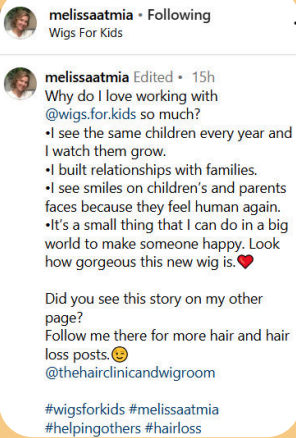 melissaatmia • Following
Wigs For Kids
melissaatmia Edited • 15h
Why do I love working with
@wigs.for.kids so much?
•I see the same children every year and
I watch them grow.
•I built relationships with families.
•I see smiles on children's and parents
faces because they feel human again.
•It's a small thing that I can do in a big
world to make someone happy. Look
how gorgeous this new wig is.❤️
Did you see this story on my other
page?
Follow me there for more hair and hair
loss posts.😉
@thehairclinicandwigroom
#wigsforkids #melissaatmia
#helpingothers #hairloss